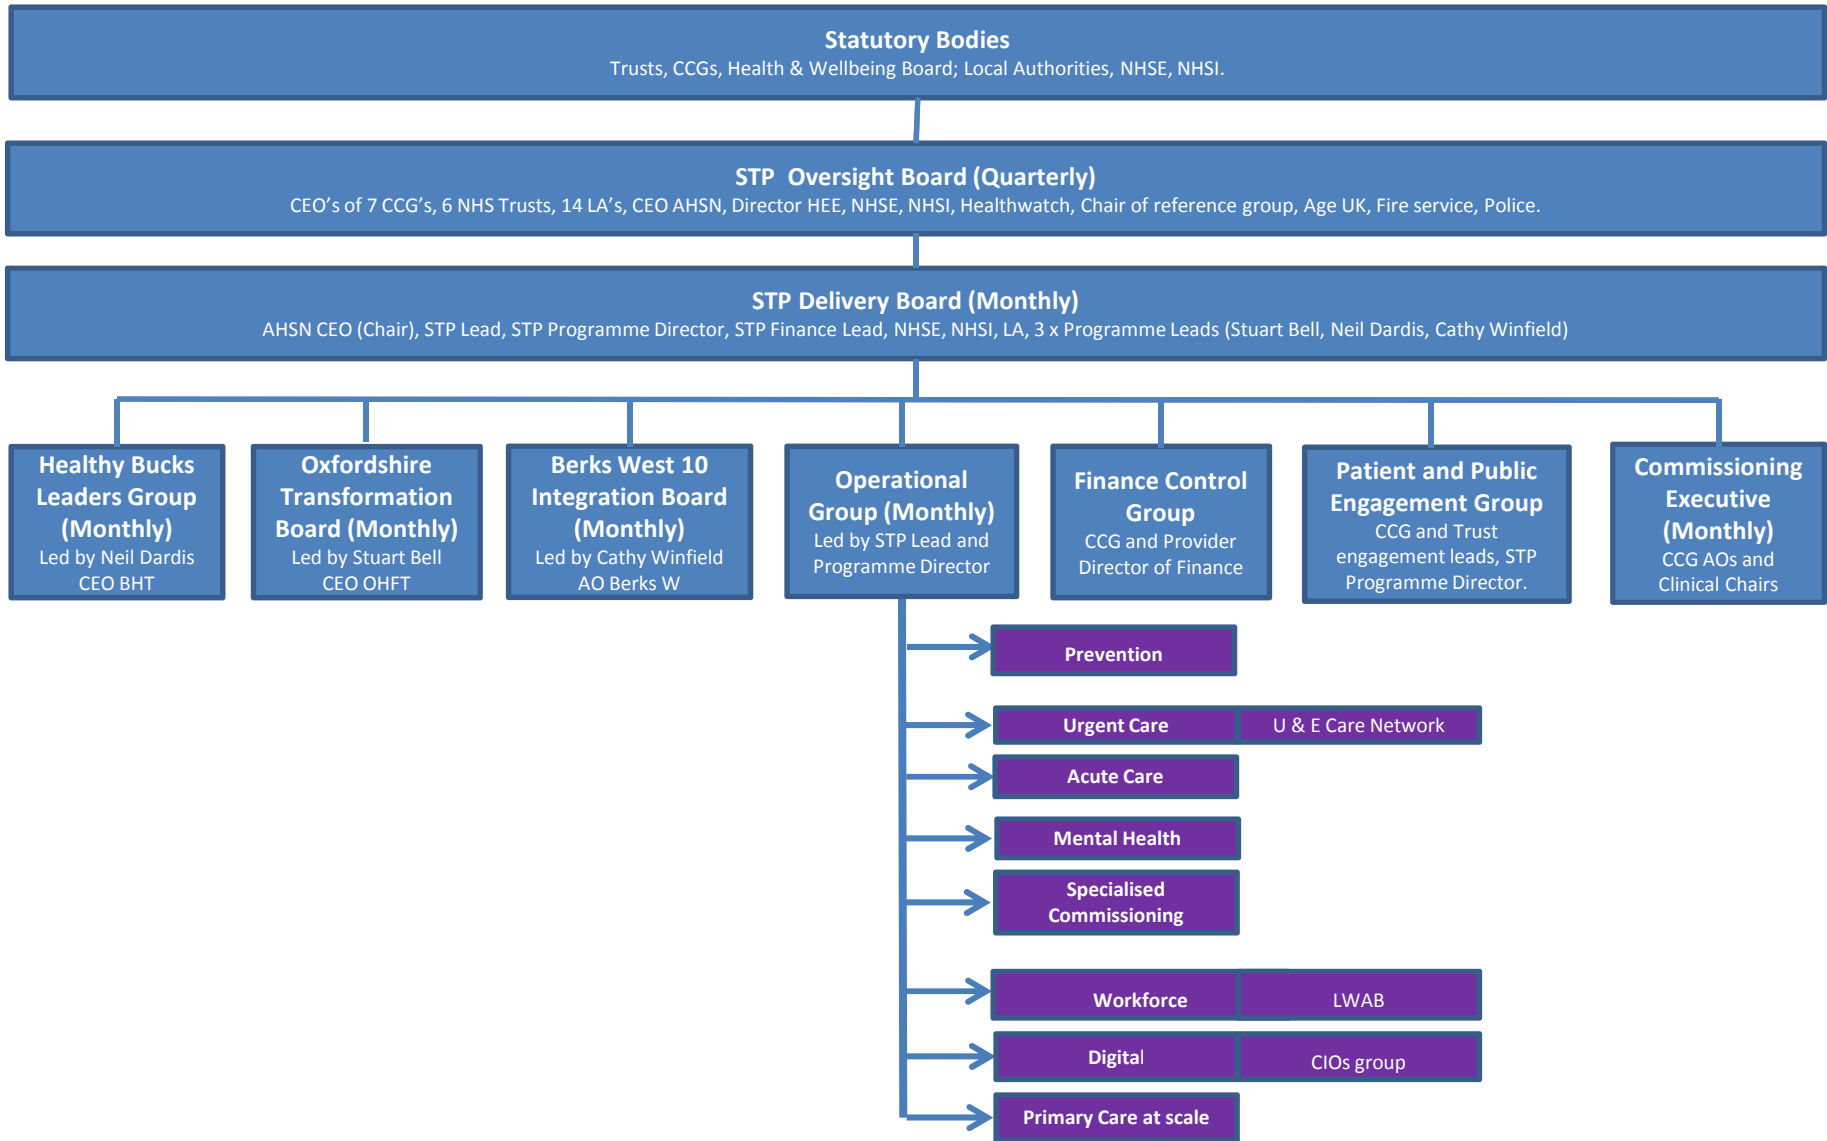 Statutory Bodies
Trusts, CCGs, Health & Wellbeing Board; Local Authorities, NHSE, NHSI.
STP  Oversight Board (Quarterly)
CEO’s of 7 CCG’s, 6 NHS Trusts, 14 LA’s, CEO AHSN, Director HEE, NHSE, NHSI, Healthwatch, Chair of reference group, Age UK, Fire service, Police.
STP Delivery Board (Monthly)
AHSN CEO (Chair), STP Lead, STP Programme Director, STP Finance Lead, NHSE, NHSI, LA, 3 x Programme Leads (Stuart Bell, Neil Dardis, Cathy Winfield)
Healthy Bucks
Leaders Group
(Monthly)
Led by Neil Dardis
CEO BHT
Oxfordshire
Transformation
Board (Monthly)
Led by Stuart Bell
CEO OHFT
Berks West 10
Integration Board
(Monthly)
Led by Cathy Winfield
AO Berks W
Operational
Group (Monthly)
Led by STP Lead and
Programme Director
Finance Control
Group
CCG and Provider
Director of Finance
Patient and Public
Engagement Group
CCG and Trust
engagement leads, STP
Programme Director.
Commissioning
Executive
(Monthly)
CCG AOs and
Clinical Chairs
Prevention
Urgent Care
U & E Care Network
Acute Care
Mental Health
Specialised
Commissioning
Workforce
LWAB
Digital
CIOs group
Primary Care at scale